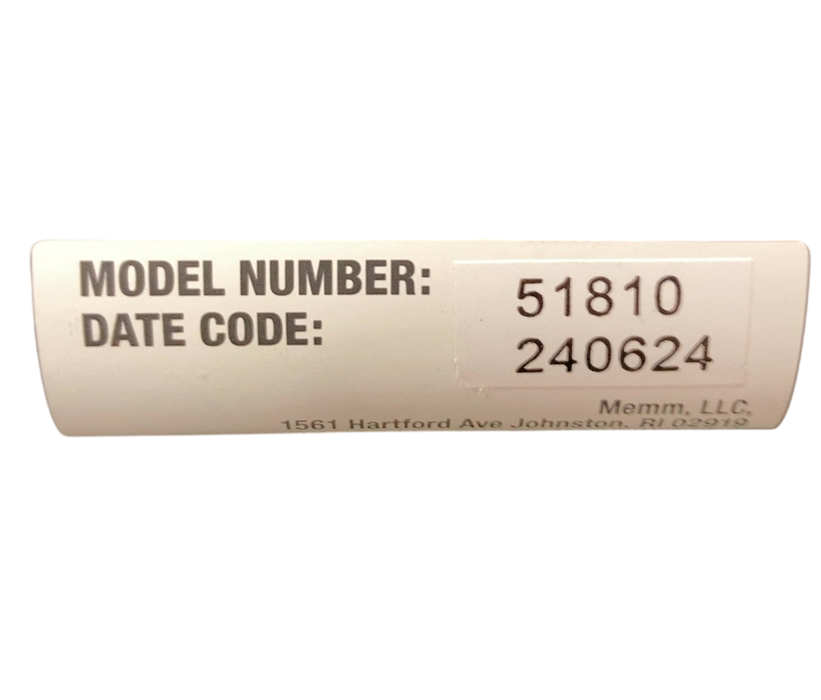 MODEL NUMBER: 51810
DATE CODE: 240624
Memm, LLC,
1561 Hartford Ave Johnston, RI 02919